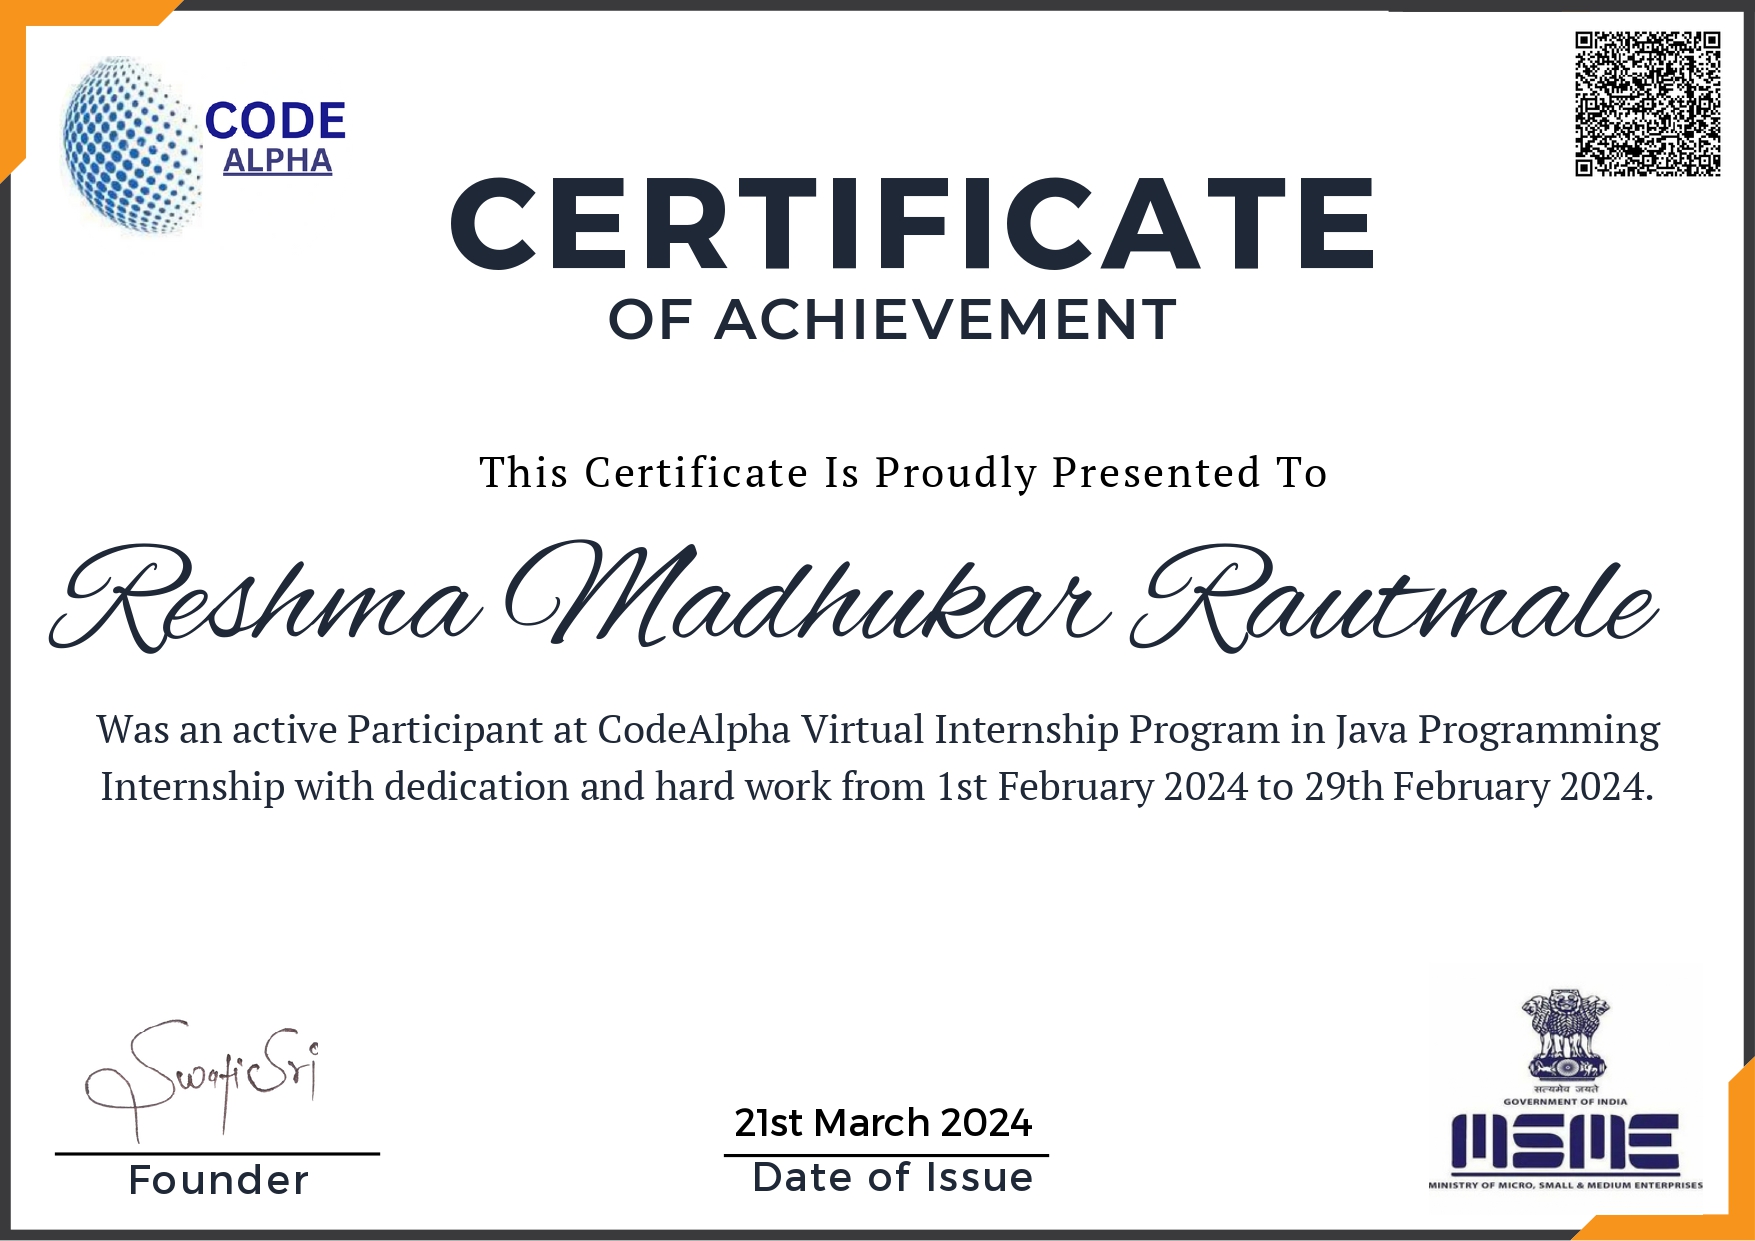 CODE
ALPHA
CERTIFICATE
OF ACHIEVEMENT
This Certificate Is Proudly Presented To
Reshma Madhukar Rautmale
Was an active Participant at CodeAlpha Virtual Internship Program in Java Programming
Internship with dedication and hard work from 1st February 2024 to 29th February 2024.
SwatiSri
Founder
21st March 2024
Date of Issue
सत्यमेव जयते
GOVERNMENT OF INDIA
MSME
MINISTRY OF MICRO, SMALL & MEDIUM ENTERPRISES